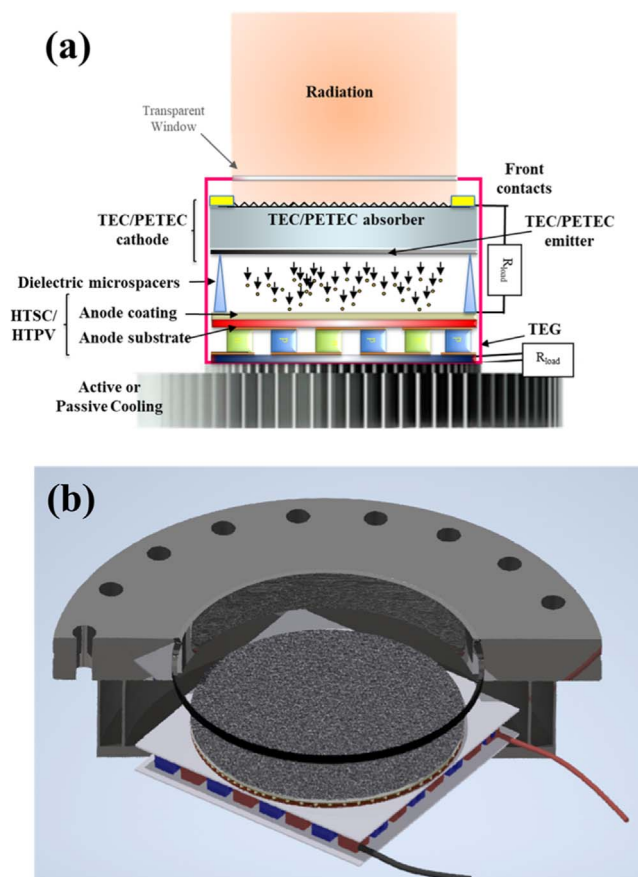 (a)
Radiation
Transparent
Window
Front
contacts
TEC/PETEC
cathode
TEC/PETEC absorber
TEC/PETEC
emitter
Rload
Dielectric microspacers
HTSC/
HTPV
Anode coating
Anode substrate
TEG
Rload
Active or
Passive Cooling
(b)